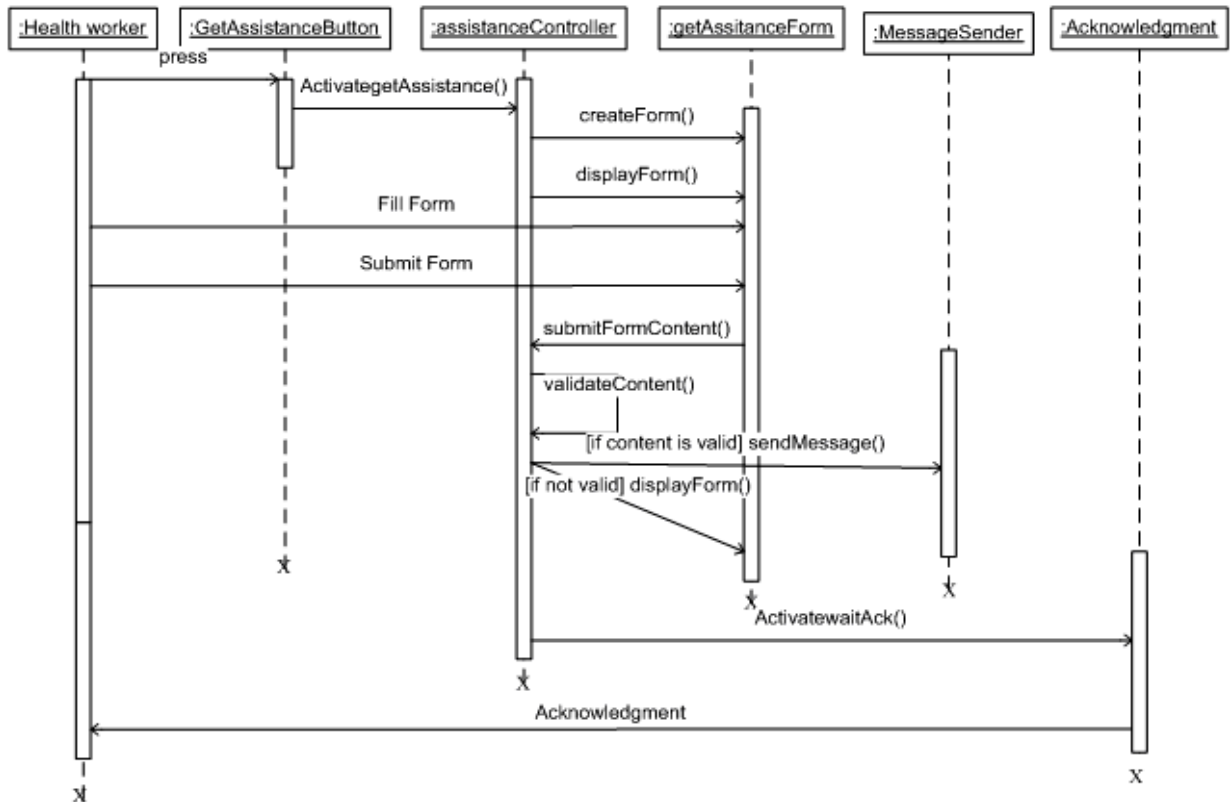 :Health worker
:GetAssistanceButton
:assistanceController
:getAssitanceForm
:MessageSender
:Acknowledgment
press
ActivategetAssistance()
createForm()
displayForm()
Fill Form
Submit Form
submitFormContent()
validateContent()
[if content is valid] sendMessage()
[if not valid] displayForm()
X
X
X
ActivatewaitAck()
X
Acknowledgment
X
X